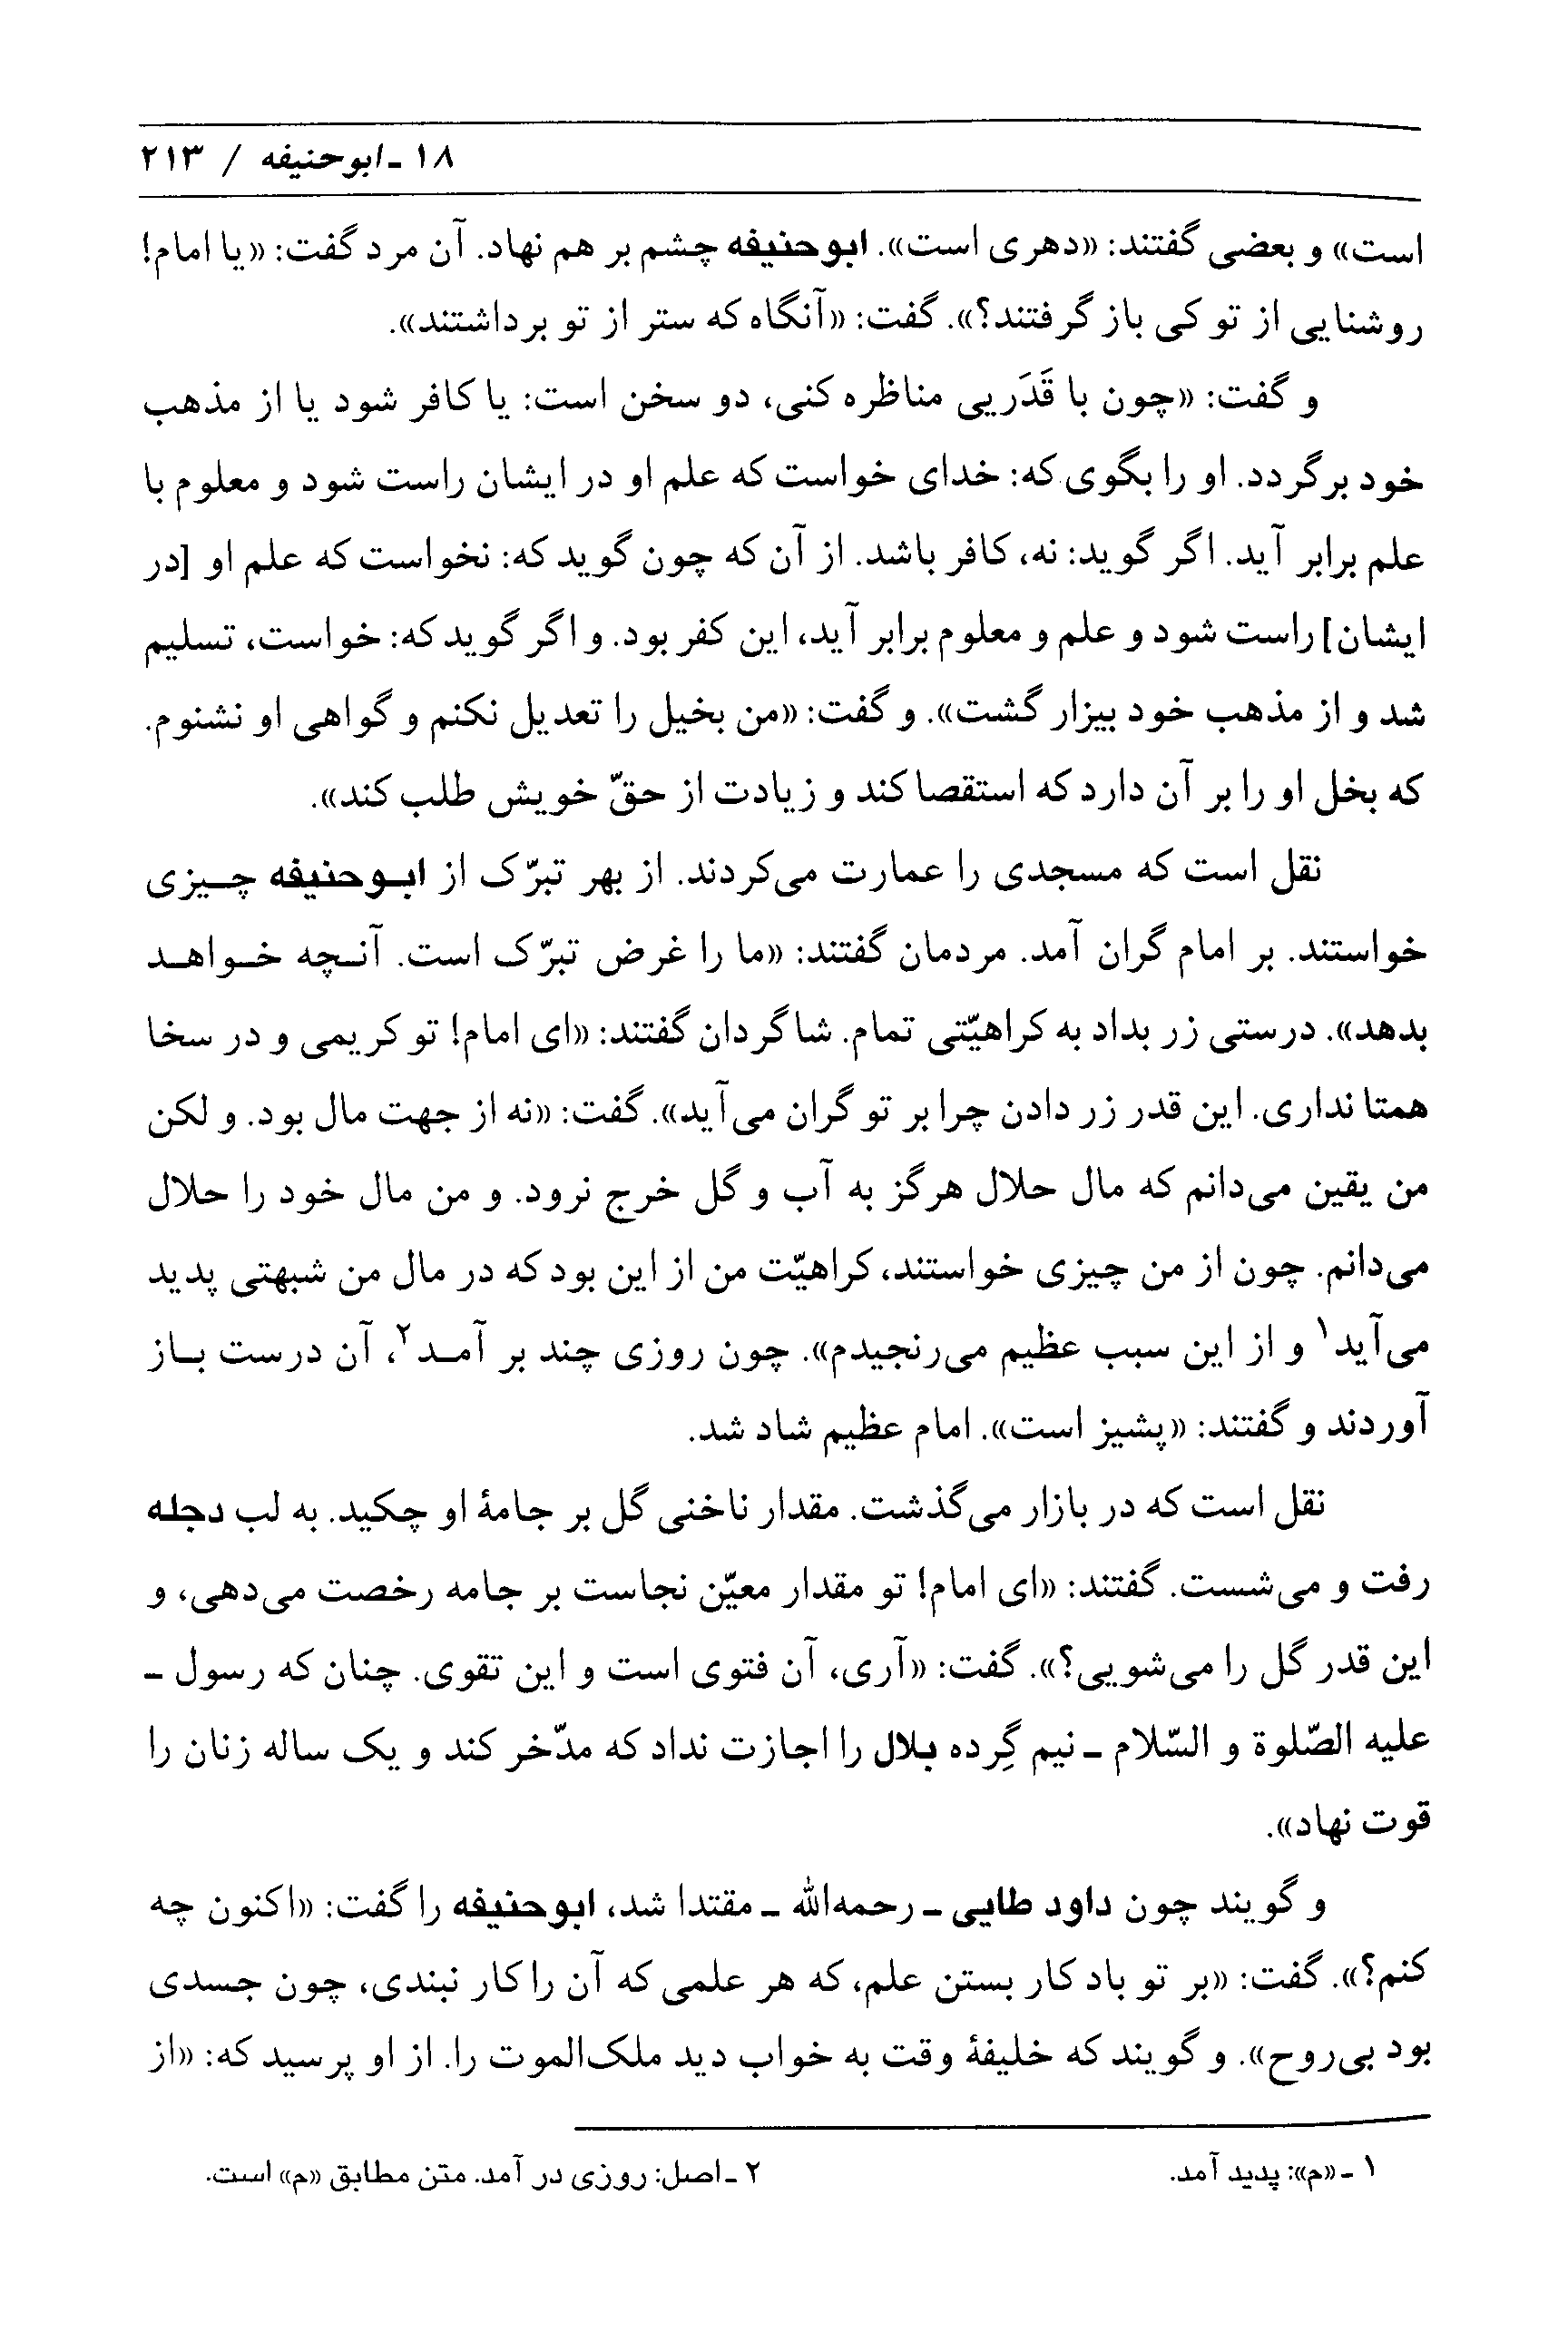 ۱۸ ـ ابوحنیفه / ۲۱۳
است» و بعضی گفتند: «دهری است». ابوحنیفه چشم بر هم نهاد. آن مرد گفت: «یا امام!
روشنایی از تو کی باز گرفتند؟». گفت: «آنگاه که ستر از تو برداشتند».
و گفت: «چون با قَدَریی مناظره کنی، دو سخن است: یا کافر شود یا از مذهب
خود برگردد. او را بگوی که: خدای خواست که علم او در ایشان راست شود و معلوم با
علم برابر آید. اگر گوید: نه، کافر باشد. از آن که چون گوید که: نخواست که علم او [در
ایشان] راست شود و علم و معلوم برابر آید، این کفر بود. و اگر گوید که: خواست، تسلیم
شد و از مذهب خود بیزار گشت». و گفت: «من بخیل را تعدیل نکنم و گواهی او نشنوم.
که بخل او را بر آن دارد که استقصا کند و زیادت از حقّ خویش طلب کند».
نقل است که مسجدی را عمارت می‌کردند. از بهر تبرّک از ابـوحنیفه چـیزی
خواستند. بر امام گران آمد. مردمان گفتند: «ما را غرض تبرّک است. آنـچه خـواهـد
بدهد». درستی زر بداد به کراهیّتی تمام. شاگردان گفتند: «ای امام! تو کریمی و در سخا
همتا نداری. این قدر زر دادن چرا بر تو گران می‌آید». گفت: «نه از جهت مال بود. و لکن
من یقین می‌دانم که مال حلال هرگز به آب و گل خرج نرود. و من مال خود را حلال
می‌دانم. چون از من چیزی خواستند، کراهیّت من از این بود که در مال من شبهتی پدید
می‌آید۱ و از این سبب عظیم می‌رنجیدم». چون روزی چند بر آمـد۲، آن درست بـاز
آوردند و گفتند: «پشیز است». امام عظیم شاد شد.
نقل است که در بازار می‌گذشت. مقدار ناخنی گل بر جامهٔ او چکید. به لب دجله
رفت و می‌شست. گفتند: «ای امام! تو مقدار معیّن نجاست بر جامه رخصت می‌دهی، و
این قدر گل را می‌شویی؟». گفت: «آری، آن فتوی است و این تقوی. چنان که رسول ـ
علیه الصّلوة و السّلام ـ نیم گِرده بلال را اجازت نداد که مدّخر کند و یک ساله زنان را
قوت نهاد».
و گویند چون داود طایی ـ رحمه‌الله ـ مقتدا شد، ابوحنیفه را گفت: «اکنون چه
کنم؟». گفت: «بر تو باد کار بستن علم، که هر علمی که آن را کار نبندی، چون جسدی
بود بی‌روح». و گویند که خلیفهٔ وقت به خواب دید ملک‌الموت را. از او پرسید که: «از
۱ ـ «م»: پدید آمد.
۲ ـ اصل: روزی در آمد. متن مطابق «م» است.